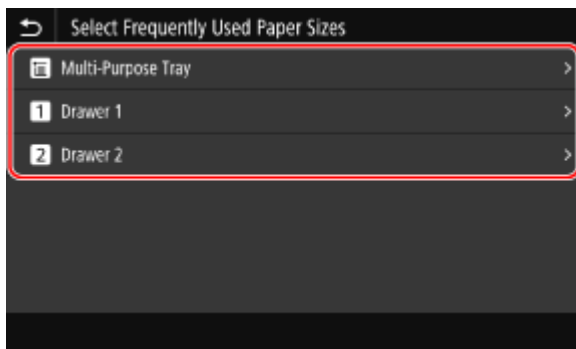 Select Frequently Used Paper Sizes
Multi-Purpose Tray
1 Drawer 1
2 Drawer 2